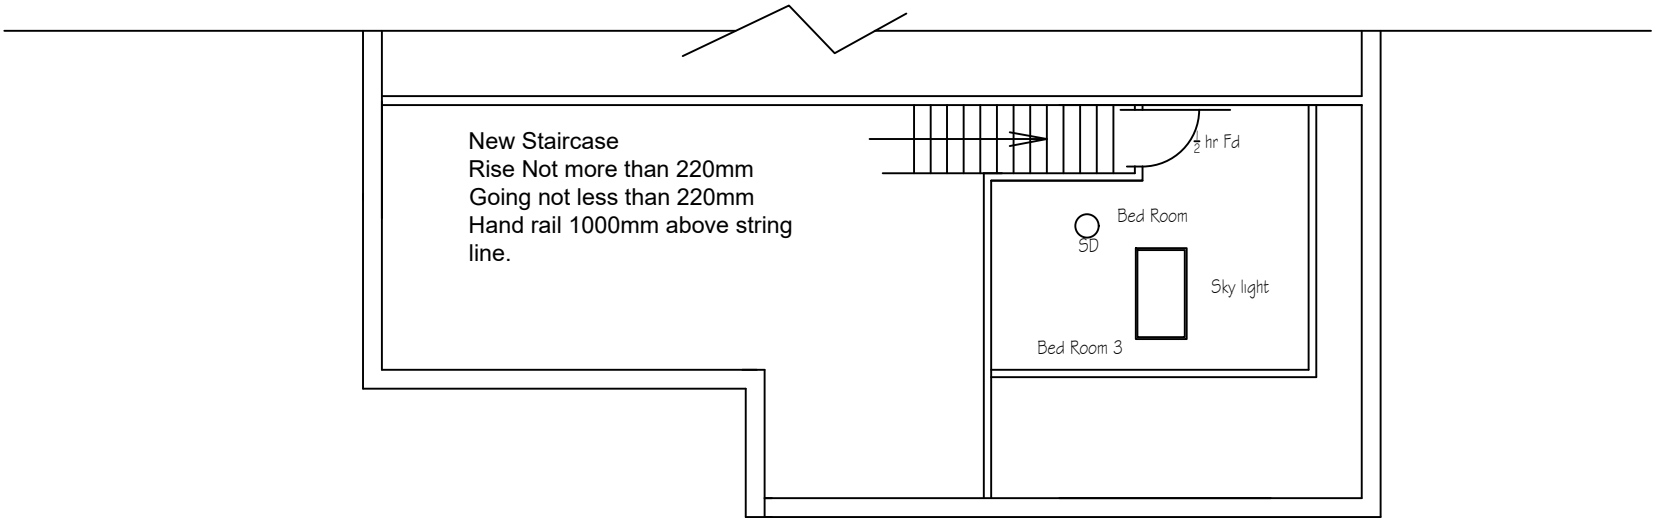 New Staircase
Rise Not more than 220mm
Going not less than 220mm
Hand rail 1000mm above string
line.
½ hr Fd
Bed Room
SD
Sky light
Bed Room 3